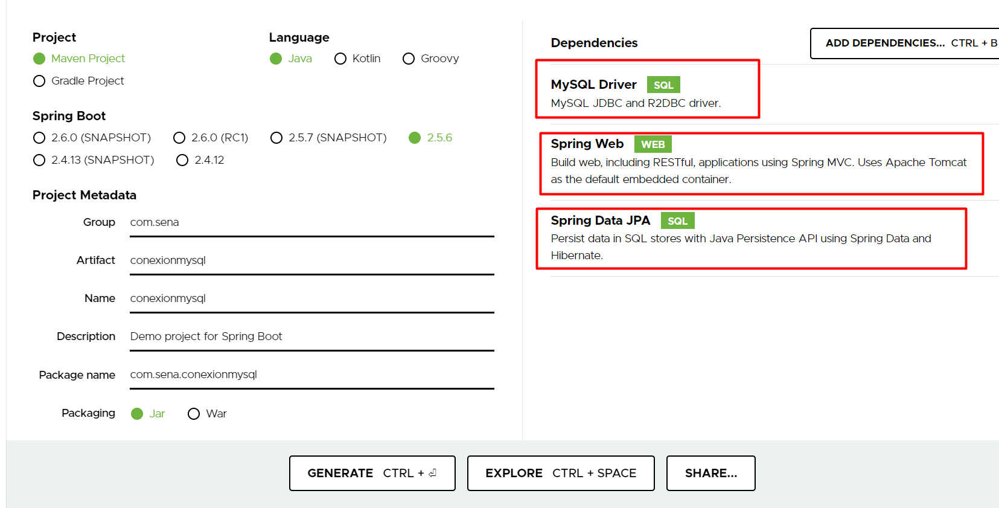 Project
Maven Project
Gradle Project
Language
Java Kotlin Groovy
Spring Boot
2.6.0 (SNAPSHOT) 2.6.0 (RC1) 2.5.7 (SNAPSHOT) 2.5.6
2.4.13 (SNAPSHOT) 2.4.12
Project Metadata
Group com.sena
Artifact conexionmysql
Name conexionmysql
Description Demo project for Spring Boot
Package name com.sena.conexionmysql
Packaging Jar War
Dependencies
ADD DEPENDENCIES... CTRL + B
MySQL Driver SQL
MySQL JDBC and R2DBC driver.
Spring Web WEB
Build web, including RESTful, applications using Spring MVC. Uses Apache Tomcat
as the default embedded container.
Spring Data JPA SQL
Persist data in SQL stores with Java Persistence API using Spring Data and
Hibernate.
GENERATE CTRL + ⏎
EXPLORE CTRL + SPACE
SHARE...